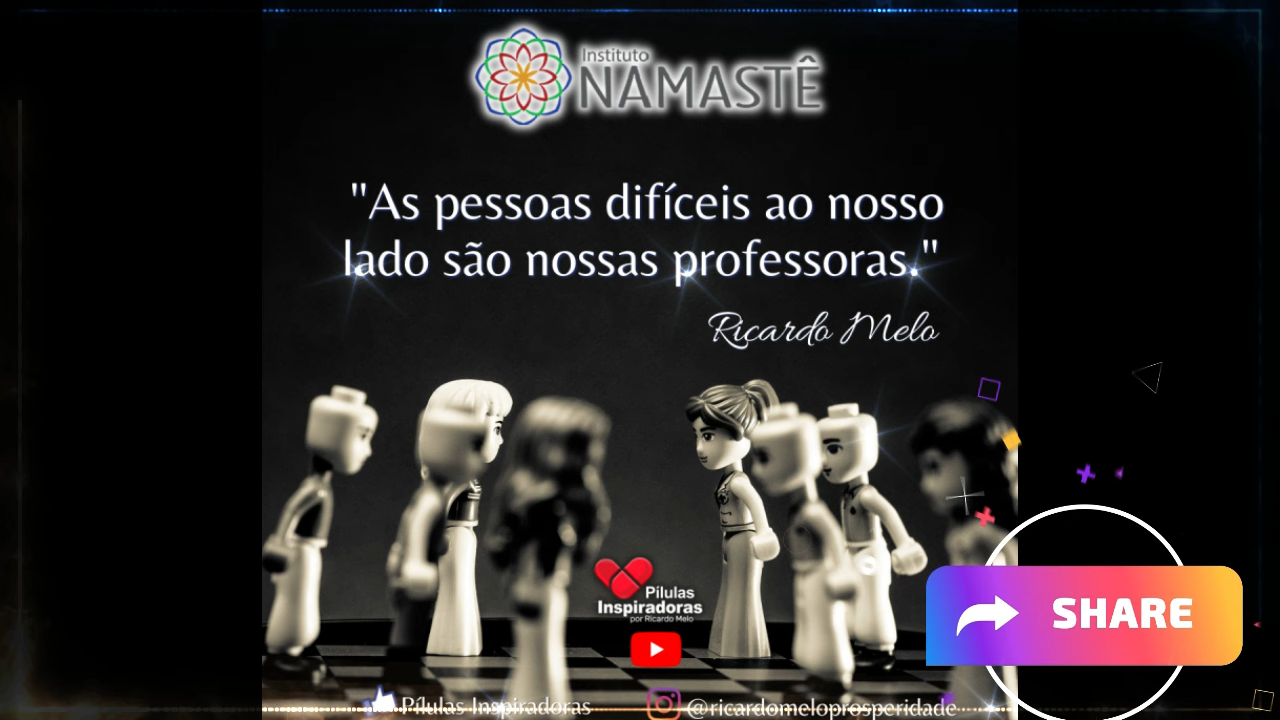 Instituto
NAMASTÊ
"As pessoas difíceis ao nosso
lado são nossas professoras."
Ricardo Melo
Pílulas
Inspiradoras
por Ricardo Melo
SHARE
Pílulas Inspiradoras @ricardomeloprosperidade